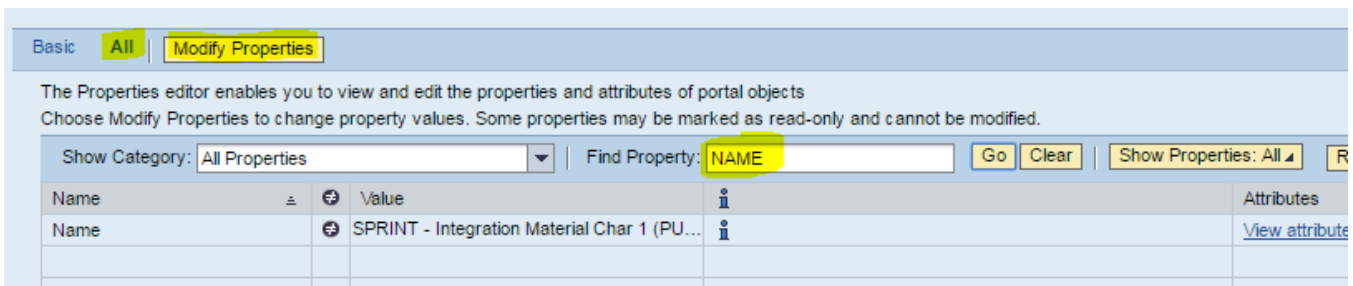 Basic All Modify Properties
The Properties editor enables you to view and edit the properties and attributes of portal objects
Choose Modify Properties to change property values. Some properties may be marked as read-only and cannot be modified.
Show Category: All Properties Find Property: NAME Go Clear Show Properties: All R
Name Value Attributes
Name SPRINT - Integration Material Char 1 (PU... View attribute